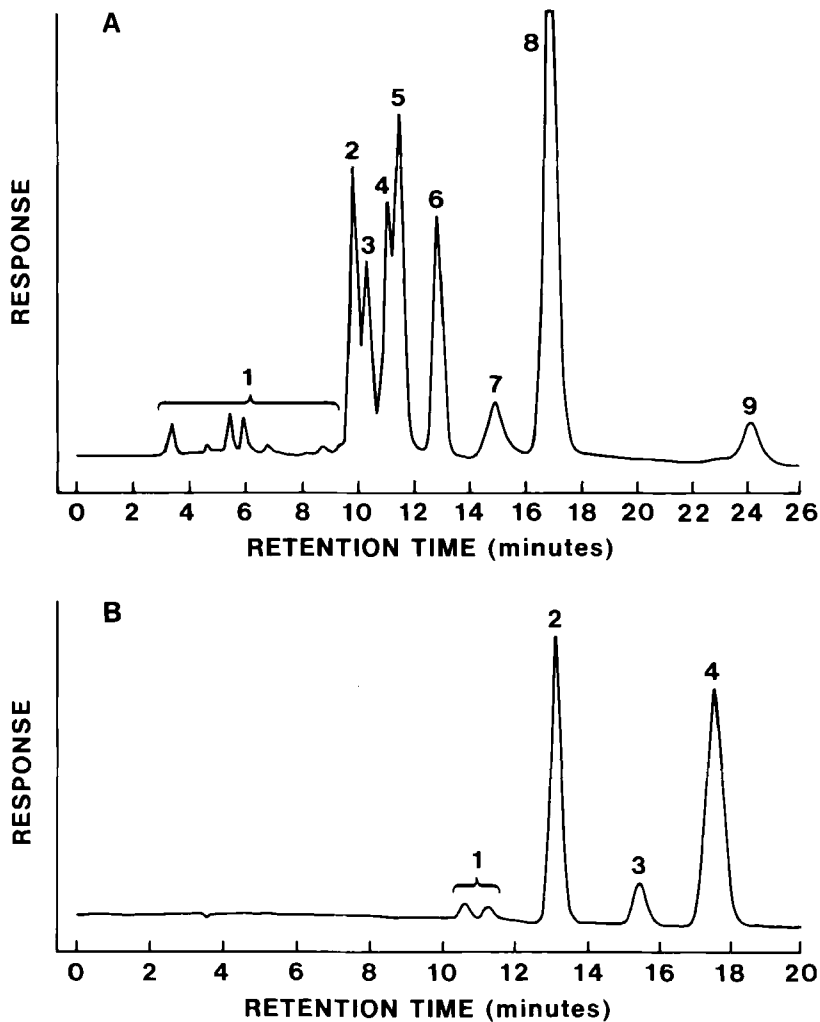 A
8
5
2
4
6
3
1
7
9
RESPONSE
0 2 4 6 8 10 12 14 16 18 20 22 24 26
RETENTION TIME (minutes)
B
2
4
1
3
RESPONSE
0 2 4 6 8 10 12 14 16 18 20
RETENTION TIME (minutes)